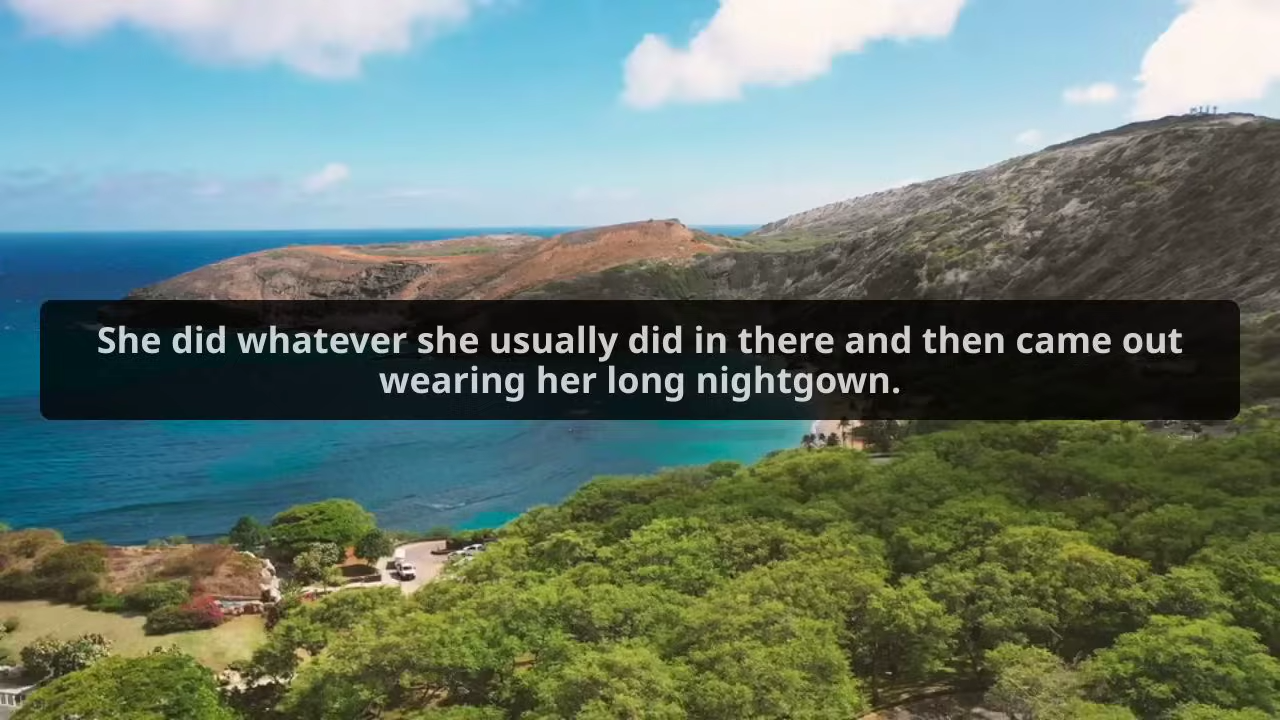 She did whatever she usually did in there and then came out
wearing her long nightgown.